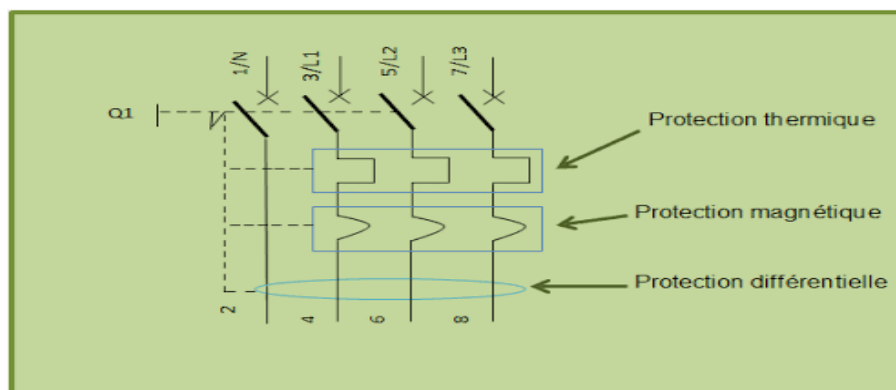 1/N
3/L1
5/L2
7/L3
Q1
Protection thermique
Protection magnétique
Protection différentielle
2
4
6
8